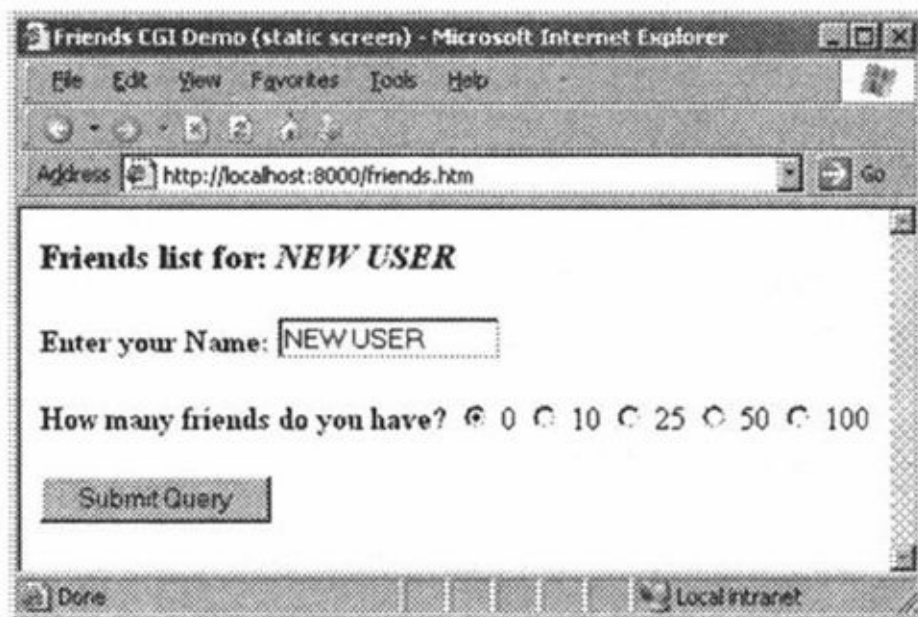 Friends CGI Demo (static screen) - Microsoft Internet Explorer
File Edit View Favorites Tools Help
Address http://localhost:8000/friends.htm Go
Friends list for: NEW USER
Enter your Name: NEW USER
How many friends do you have? 0 10 25 50 100
Submit Query
Done Local intranet